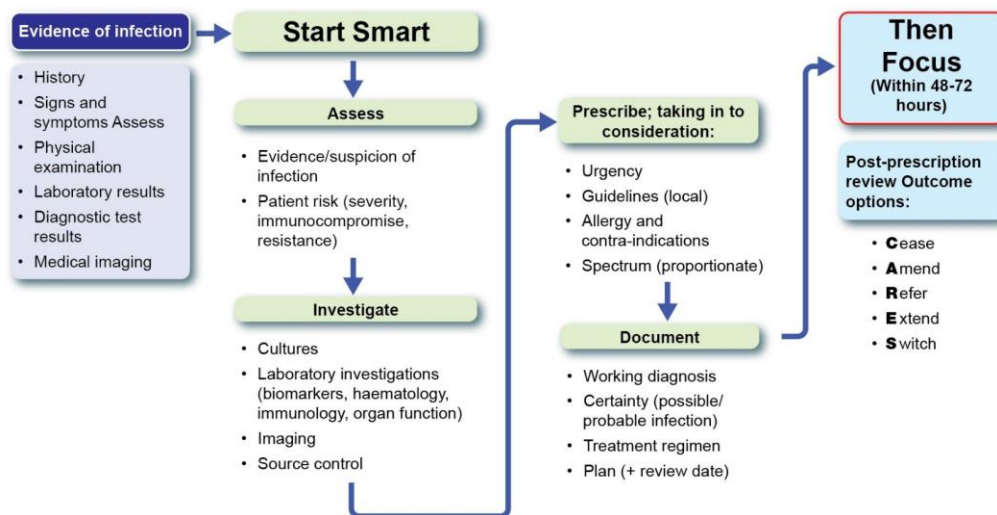 Evidence of infection
• History
• Signs and
symptoms Assess
• Physical
examination
• Laboratory results
• Diagnostic test
results
• Medical imaging
Start Smart
Assess
• Evidence/suspicion of
infection
• Patient risk (severity,
immunocompromise,
resistance)
Investigate
• Cultures
• Laboratory investigations
(biomarkers, haematology,
immunology, organ function)
• Imaging
• Source control
Prescribe; taking in to
consideration:
• Urgency
• Guidelines (local)
• Allergy and
contra-indications
• Spectrum (proportionate)
Document
• Working diagnosis
• Certainty (possible/
probable infection)
• Treatment regimen
• Plan (+ review date)
Then
Focus
(Within 48-72
hours)
Post-prescription
review Outcome
options:
• Cease
• Amend
• Refer
• Extend
• Switch